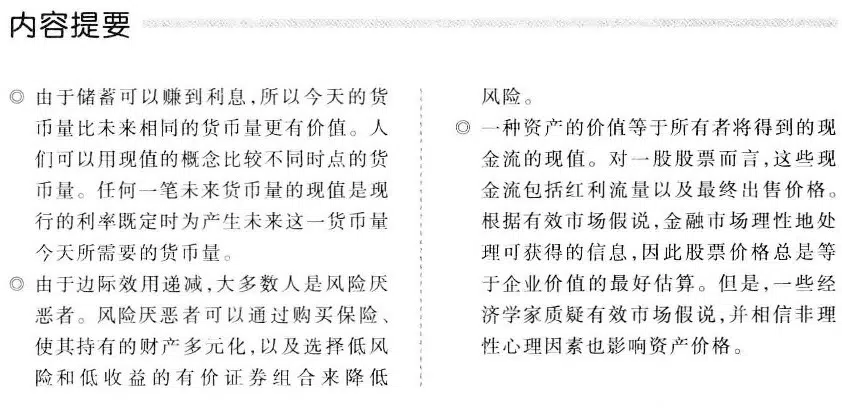 内容提要
◎ 由于储蓄可以赚到利息,所以今天的货
币量比未来相同的货币量更有价值。人
们可以用现值的概念比较不同时点的货
币量。任何一笔未来货币量的现值是现
行的利率既定时为产生未来这一货币量
今天所需要的货币量。
◎ 由于边际效用递减,大多数人是风险厌
恶者。风险厌恶者可以通过购买保险、
使其持有的财产多元化,以及选择低风
险和低收益的有价证券组合来降低
风险。
◎ 一种资产的价值等于所有者将得到的现
金流的现值。对一股股票而言,这些现
金流包括红利流量以及最终出售价格。
根据有效市场假说,金融市场理性地处
理可获得的信息,因此股票价格总是等
于企业价值的最好估算。但是,一些经
济学家质疑有效市场假说,并相信非理
性心理因素也影响资产价格。